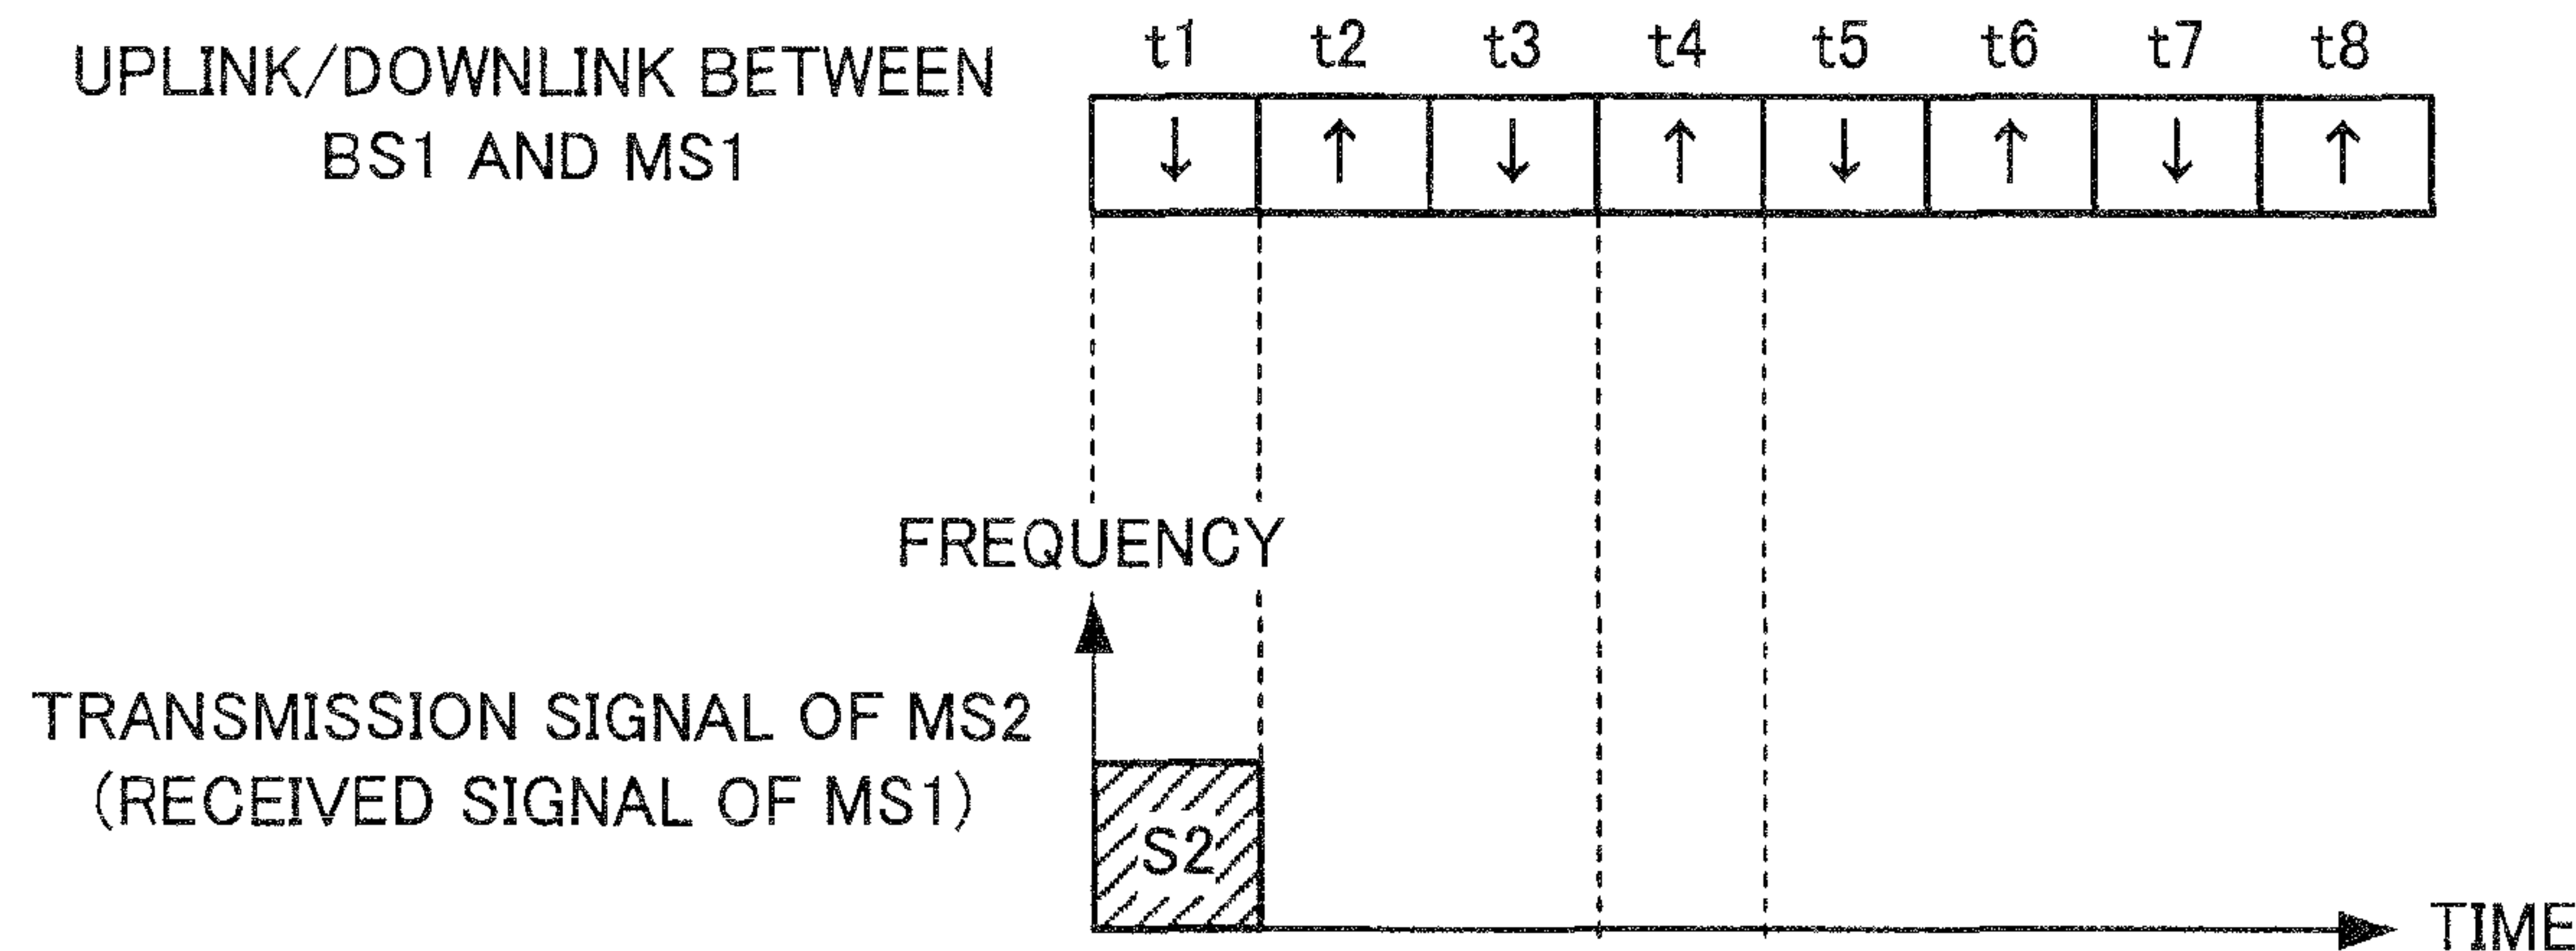 t1 t2 t3 t4 t5 t6 t7 t8
UPLINK/DOWNLINK BETWEEN
BS1 AND MS1
↓ ↑ ↓ ↑ ↓ ↑ ↓ ↑
FREQUENCY
TRANSMISSION SIGNAL OF MS2
(RECEIVED SIGNAL OF MS1)
S2
TIME